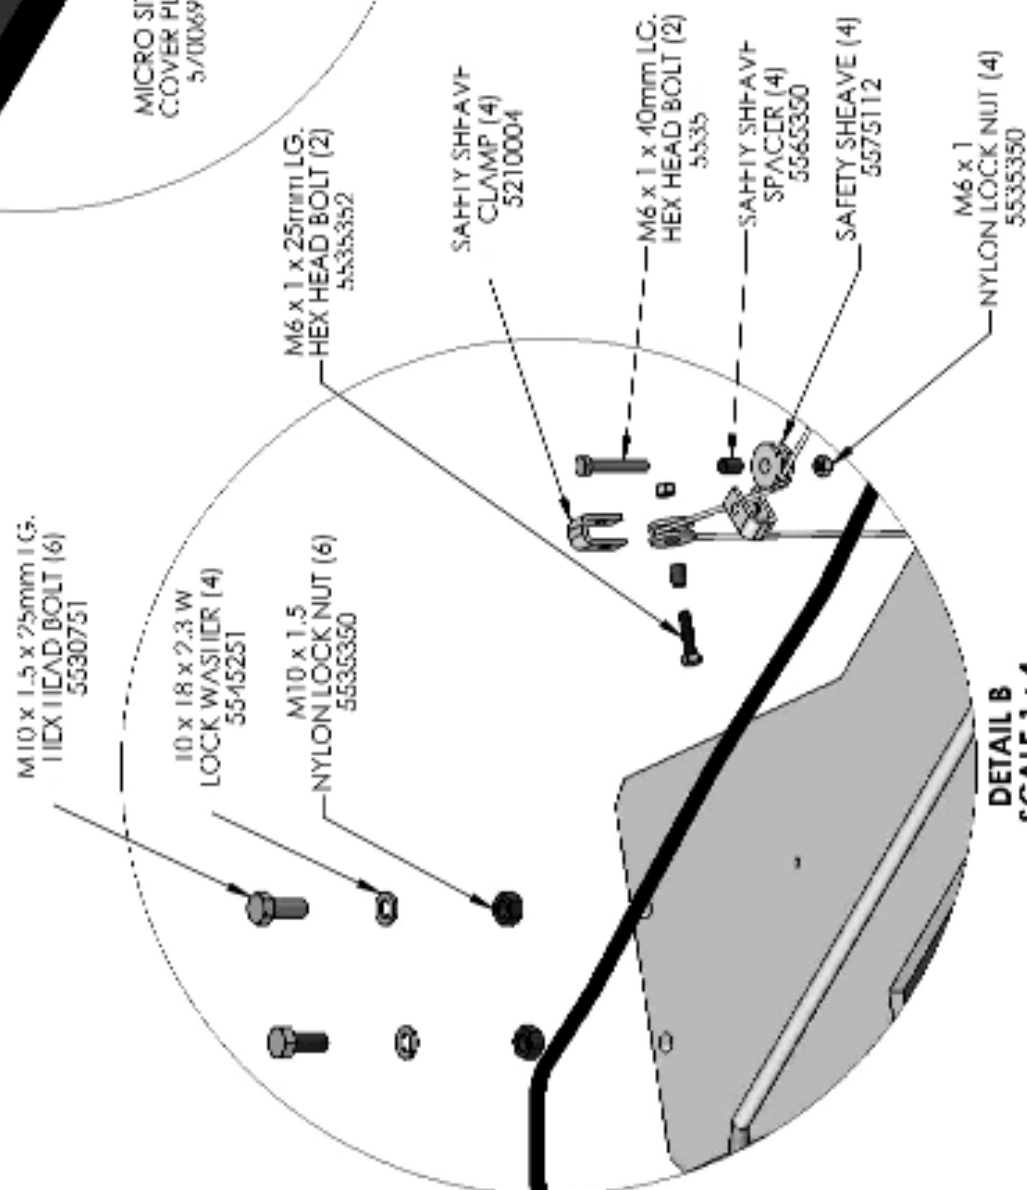 MICRO
COVER
M10 x 1.5 x 25mm LG.
HEX HEAD BOLT (6)
5530751
10 x 18 x 2.3 W
LOCK WASHER (4)
5545251
M10 x 1.5
NYLON LOCK NUT (6)
5535350
M6 x 1 x 25mm LG.
HEX HEAD BOLT (2)
5535352
SAFETY SHEAVE
CLAMP (4)
5210004
M6 x 1 x 40mm LG.
HEX HEAD BOLT (2)
5535
SAFETY SHEAVE
SPACER (4)
5565350
SAFETY SHEAVE (4)
5575112
M6 x 1
NYLON LOCK NUT (4)
5535350
DETAIL B